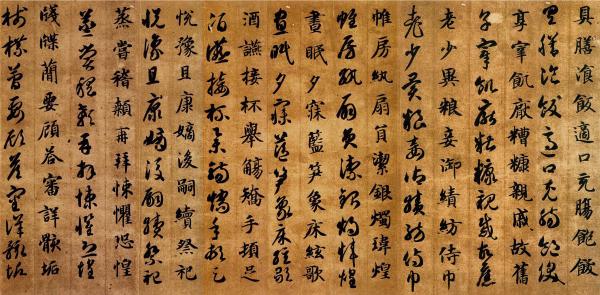 具膳湌飯適口充腸飽飫
具膳湌飯適口充腸飽飫
享宰飢厭糟糠親戚故舊
享宰飢厭糟糠親戚故舊
老少異粮妾御績紡侍巾
老少異粮妾御績紡侍巾
帷房紈扇員潔銀燭煒煌
帷房紈扇員潔銀燭煒煌
晝眠夕寐籃笋象床絃歌
晝眠夕寐籃笋象床絃歌
酒讌接杯舉觴矯手頓足
酒讌接杯舉觴矯手頓足
悅豫且康嫡後嗣續祭祀
悅豫且康嫡後嗣續祭祀
蒸嘗稽顙再拜悚懼恐惶
蒸嘗稽顙再拜悚懼恐惶
牋牒簡要顧荅審詳骸垢
牋牒簡要顧荅審詳骸垢